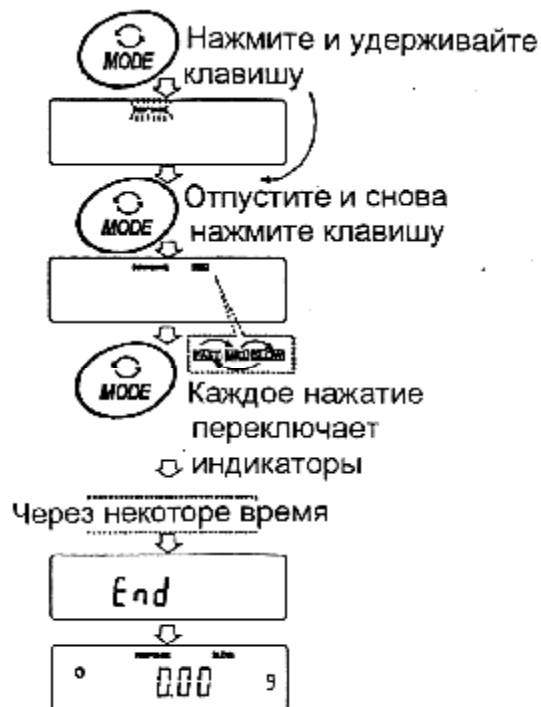 MODE
Нажмите и удерживайте
клавишу
MODE
Отпустите и снова
нажмите клавишу
MODE
Каждое нажатие
переключает
индикаторы
Через некоторе время
End
0.00 g